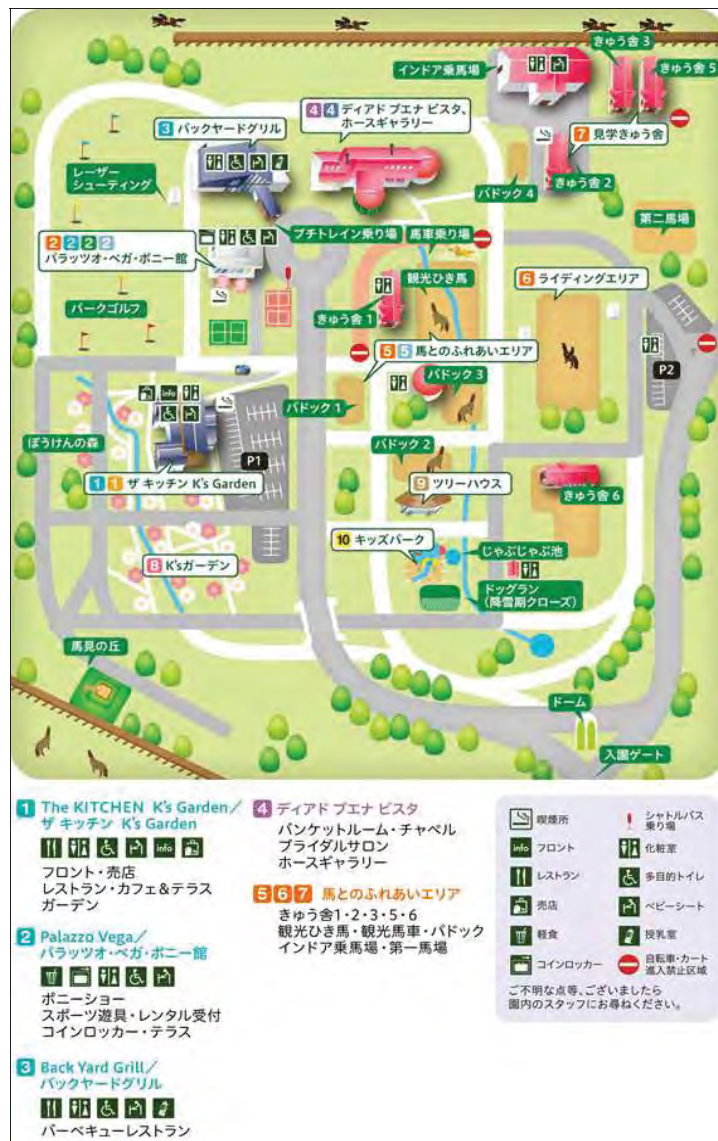 きゅう舎 3
きゅう舎 5
インドア乗馬場
4 4 ディアド ブエナ ビスタ、
ホースギャラリー
3 バックヤードグリル
7 見学きゅう舎
レーザー
シューティング
パドック 4
きゅう舎 2
第二馬場
プチトレイン乗り場
馬車乗り場
2 2 2 2
パラッツオ・ベガ・ポニー館
観光ひき馬
6 ライディングエリア
パークゴルフ
きゅう舎 1
5 5 馬とのふれあいエリア
P2
パドック 3
パドック 1
info
ぼうけんの森
P1
パドック 2
1 1 ザ キッチン K's Garden
9 ツリーハウス
きゅう舎 6
10 キッズパーク
じゃぶじゃぶ池
8 K'sガーデン
ドッグラン
(降雪期クローズ)
馬見の丘
ドーム
入園ゲート
1 The KITCHEN K's Garden／
ザ キッチン K's Garden
info
フロント・売店
レストラン・カフェ&テラス
ガーデン
2 Palazzo Vega／
パラッツオ・ベガ・ポニー館
ポニーショー
スポーツ遊具・レンタル受付
コインロッカー・テラス
3 Back Yard Grill／
バックヤードグリル
バーベキューレストラン
4 ディアド ブエナ ビスタ
バンケットルーム・チャペル
ブライダルサロン
ホースギャラリー
5 6 7 馬とのふれあいエリア
きゅう舎1・2・3・5・6
観光ひき馬・観光馬車・パドック
インドア乗馬場・第一馬場
喫煙所
シャトルバス
乗り場
info フロント
化粧室
レストラン
多目的トイレ
売店
ベビーシート
軽食
授乳室
コインロッカー
自転車・カート
進入禁止区域
ご不明な点等、ございましたら
園内のスタッフにお尋ねください。